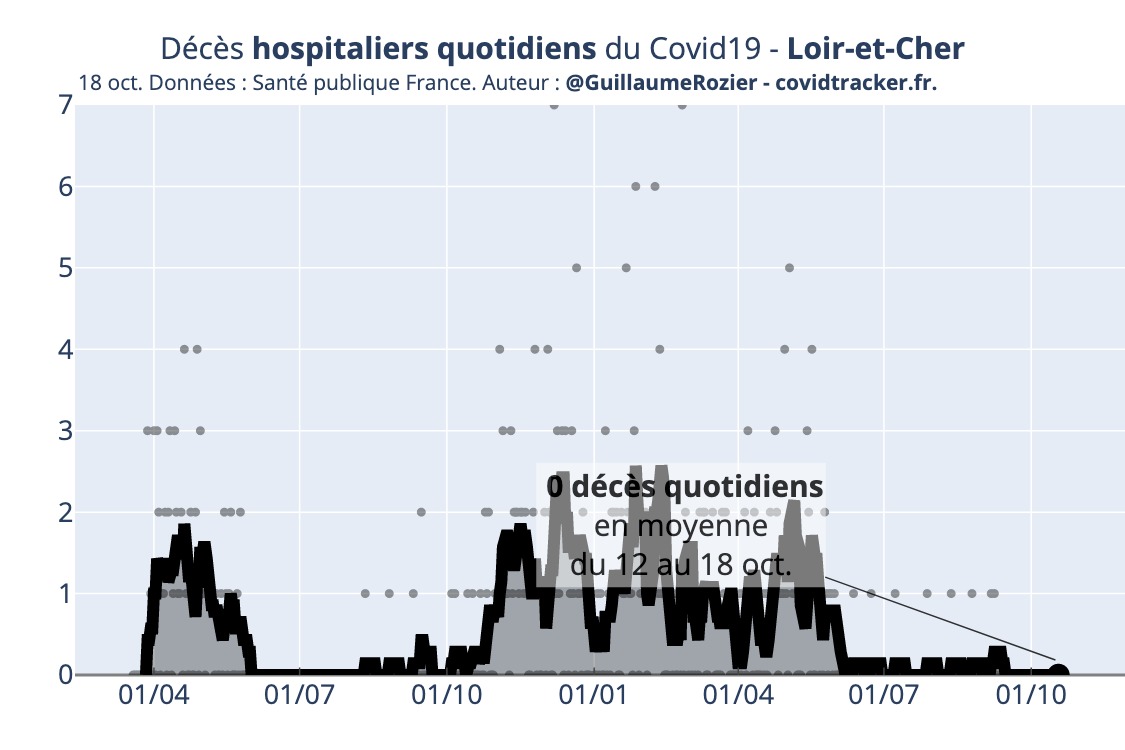 Décès hospitaliers quotidiens du Covid19 - Loir-et-Cher
18 oct. Données : Santé publique France. Auteur : @GuillaumeRozier - covidtracker.fr.
7
6
5
4
3
2
1
0
0 décès quotidiens
en moyenne
du 12 au 18 oct.
01/04 01/07 01/10 01/01 01/04 01/07 01/10